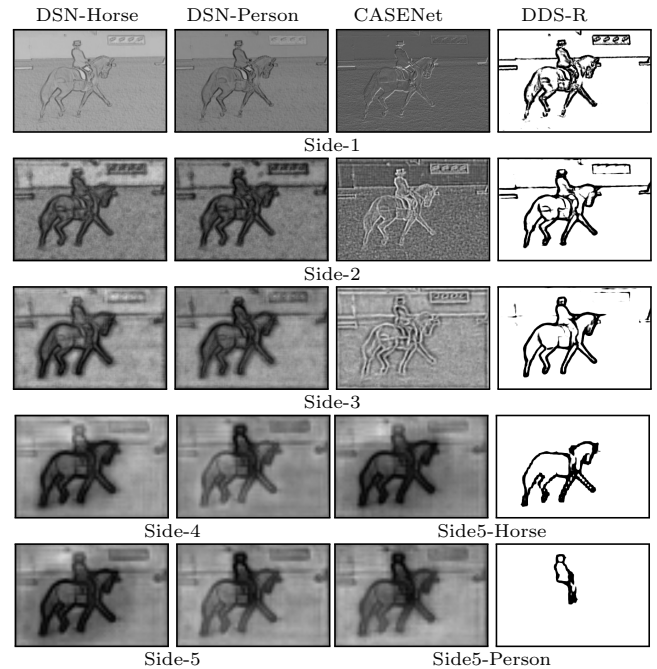 DSN-Horse DSN-Person CASENet DDS-R
Side-1
Side-2
Side-3
Side-4 Side5-Horse
Side-5 Side5-Person